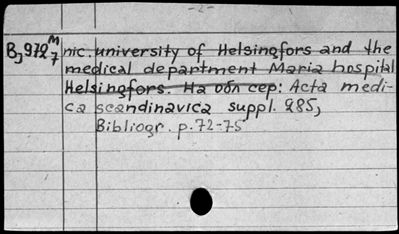 -2-
B,972 M/7 nic. university of Helsingfors and the
medical department Maria hospital
Helsingfors. На обл сер: Acta medi-
ca scandinavica suppl. 285,
Bibliogr. p. 72-75